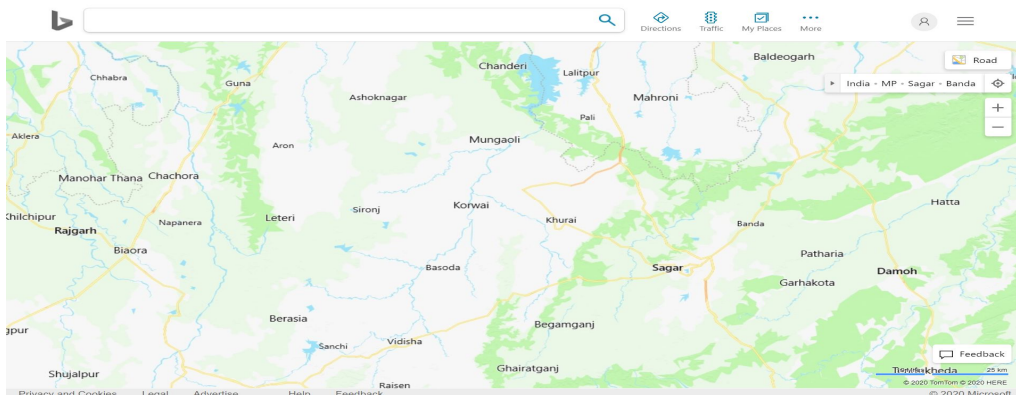 Directions
Traffic
My Places
More
Baldeogarh
Road
Chanderi
Lalitpur
Chhabra
Guna
India - MP - Sagar - Banda
Ashoknagar
Mahroni
Pali
Aklera
Aron
Mungaoli
Manohar Thana
Chachora
Hatta
Khilchipur
Napanera
Leteri
Sironj
Korwai
Khurai
Banda
Rajgarh
Biaora
Patharia
Basoda
Sagar
Damoh
Garhakota
Berasia
Begamganj
Sanchi
Vidisha
Feedback
Shujalpur
Ghairatganj
25 km
Raisen
© 2020 TomTom © 2020 HERE
Privacy and Cookies
Legal
Advertise
Help
Feedback
© 2020 Microsoft